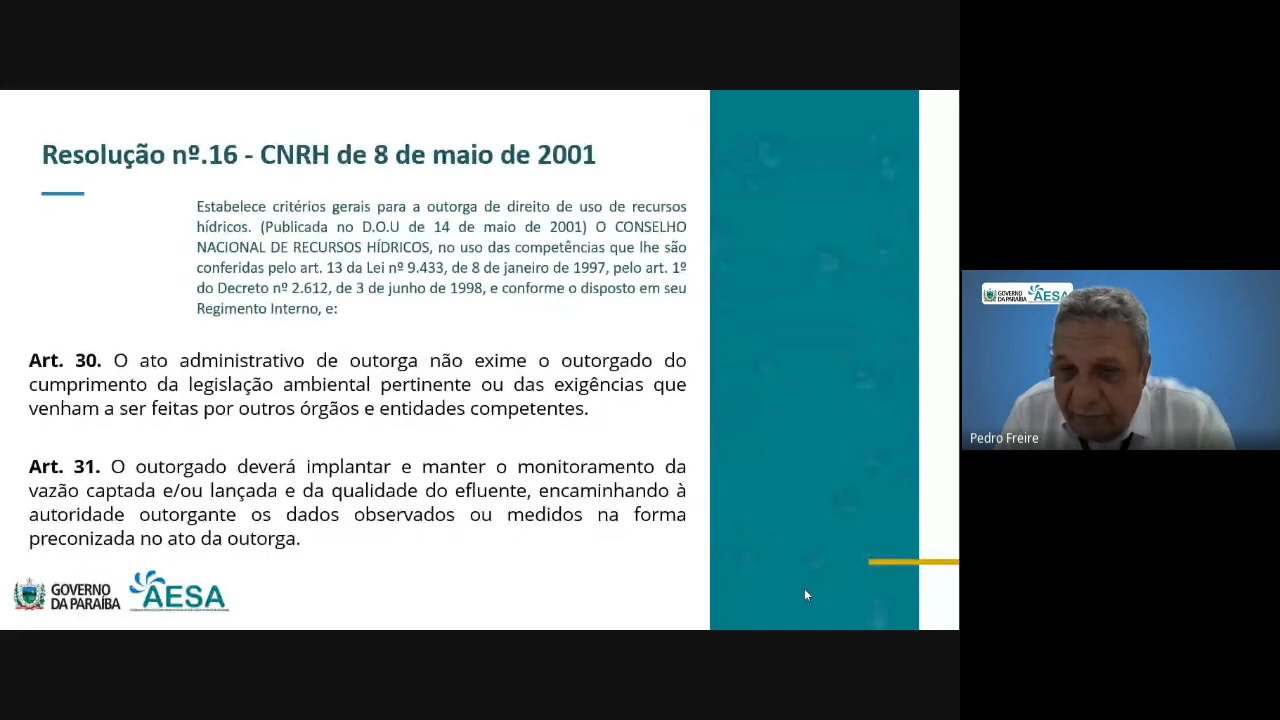 Resolução nº.16 - CNRH de 8 de maio de 2001
Estabelece critérios gerais para a outorga de direito de uso de recursos
hídricos. (Publicada no D.O.U de 14 de maio de 2001) O CONSELHO
NACIONAL DE RECURSOS HÍDRICOS, no uso das competências que lhe são
conferidas pelo art. 13 da Lei nº 9.433, de 8 de janeiro de 1997, pelo art. 1º
do Decreto nº 2.612, de 3 de junho de 1998, e conforme o disposto em seu
Regimento Interno, e:
Art. 30. O ato administrativo de outorga não exime o outorgado do
cumprimento da legislação ambiental pertinente ou das exigências que
venham a ser feitas por outros órgãos e entidades competentes.
Art. 31. O outorgado deverá implantar e manter o monitoramento da
vazão captada e/ou lançada e da qualidade do efluente, encaminhando à
autoridade outorgante os dados observados ou medidos na forma
preconizada no ato da outorga.
GOVERNO
DA PARAÍBA
AESA
GOVERNO
DA PARAÍBA
AESA
Pedro Freire